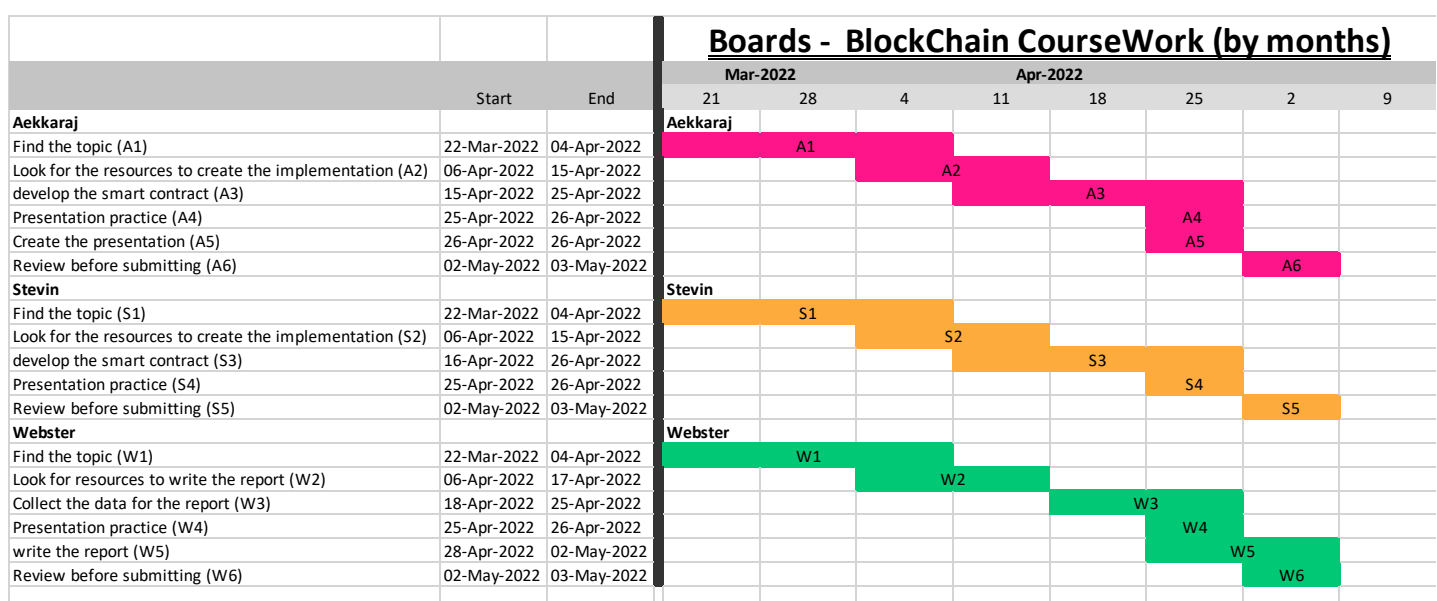 Boards -  BlockChain CourseWork (by months)
Mar-2022 Apr-2022
Start End 21 28 4 11 18 25 2 9
Aekkaraj Aekkaraj
Find the topic (A1) 22-Mar-2022 04-Apr-2022 A1
Look for the resources to create the implementation (A2) 06-Apr-2022 15-Apr-2022 A2
develop the smart contract (A3) 15-Apr-2022 25-Apr-2022 A3
Presentation practice (A4) 25-Apr-2022 26-Apr-2022 A4
Create the presentation (A5) 26-Apr-2022 26-Apr-2022 A5
Review before submitting (A6) 02-May-2022 03-May-2022 A6
Stevin Stevin
Find the topic (S1) 22-Mar-2022 04-Apr-2022 S1
Look for the resources to create the implementation (S2) 06-Apr-2022 15-Apr-2022 S2
develop the smart contract (S3) 16-Apr-2022 26-Apr-2022 S3
Presentation practice (S4) 25-Apr-2022 26-Apr-2022 S4
Review before submitting (S5) 02-May-2022 03-May-2022 S5
Webster Webster
Find the topic (W1) 22-Mar-2022 04-Apr-2022 W1
Look for resources to write the report (W2) 06-Apr-2022 17-Apr-2022 W2
Collect the data for the report (W3) 18-Apr-2022 25-Apr-2022 W3
Presentation practice (W4) 25-Apr-2022 26-Apr-2022 W4
write the report (W5) 28-Apr-2022 02-May-2022 W5
Review before submitting (W6) 02-May-2022 03-May-2022 W6